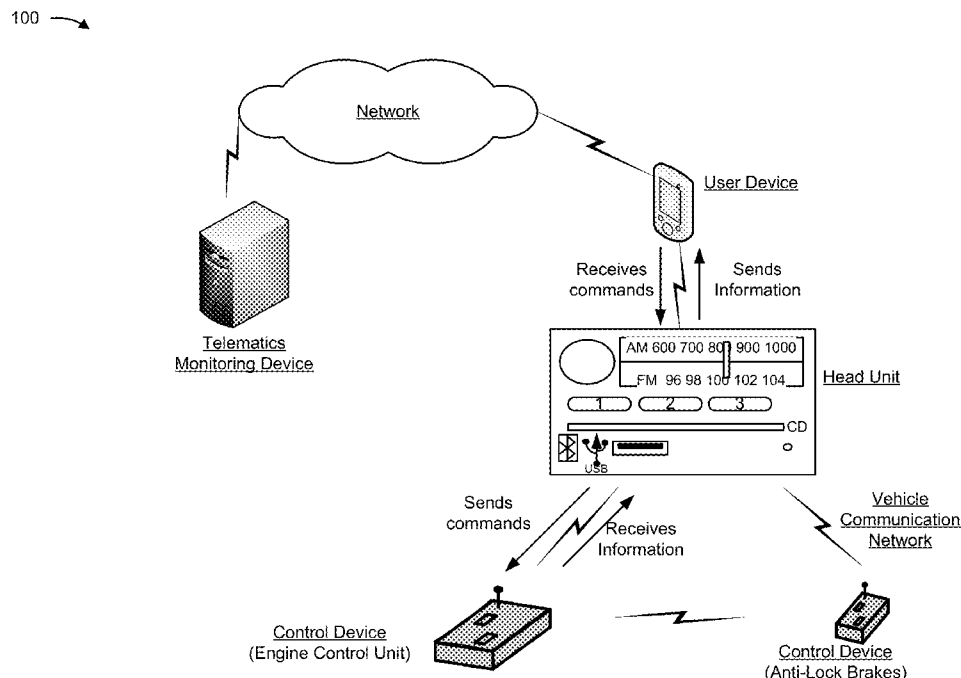 100
Network
User Device
Receives
commands
Sends
Information
Telematics
Monitoring Device
AM 600 700 800 900 1000
FM 96 98 100 102 104
Head Unit
1 2 3
CD
USB
Sends
commands
Receives
Information
Vehicle
Communication
Network
Control Device
(Engine Control Unit)
Control Device
(Anti-Lock Brakes)